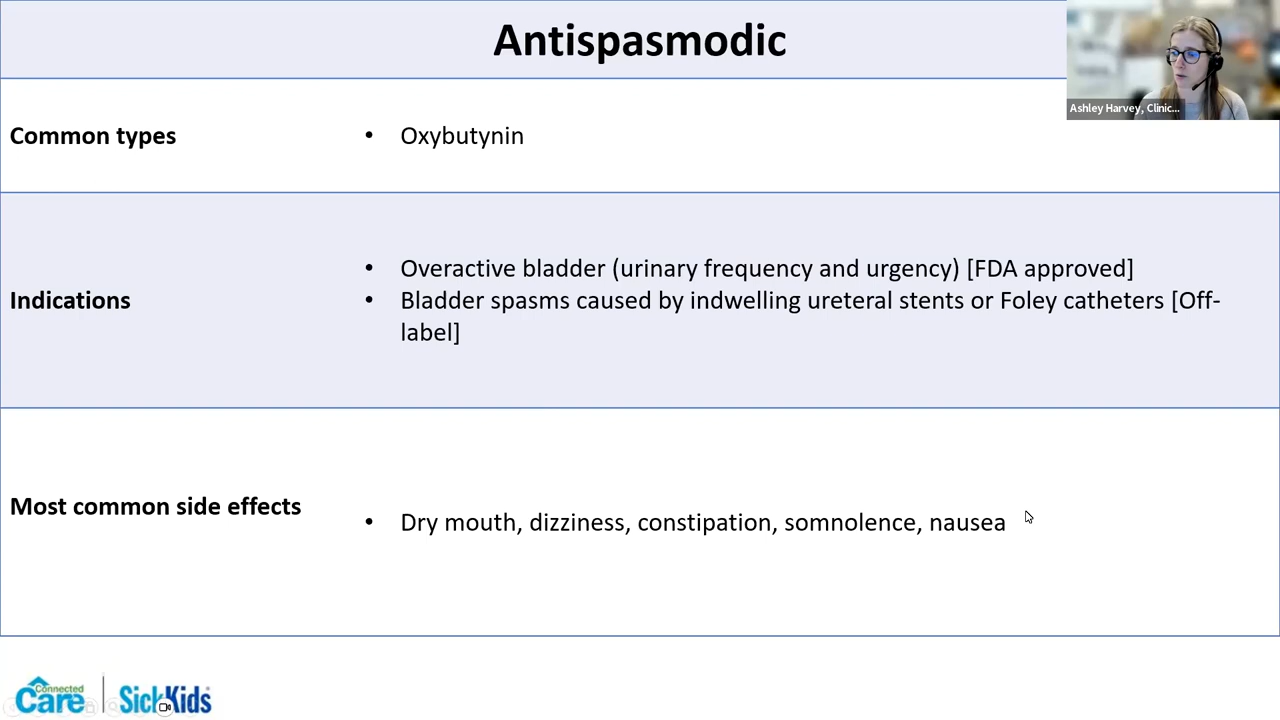 Antispasmodic
Ashley Harvey, Clinic...
Common types
• Oxybutynin
Indications
• Overactive bladder (urinary frequency and urgency) [FDA approved]
• Bladder spasms caused by indwelling ureteral stents or Foley catheters [Off-
label]
Most common side effects
• Dry mouth, dizziness, constipation, somnolence, nausea
Connected
Care
SickKids